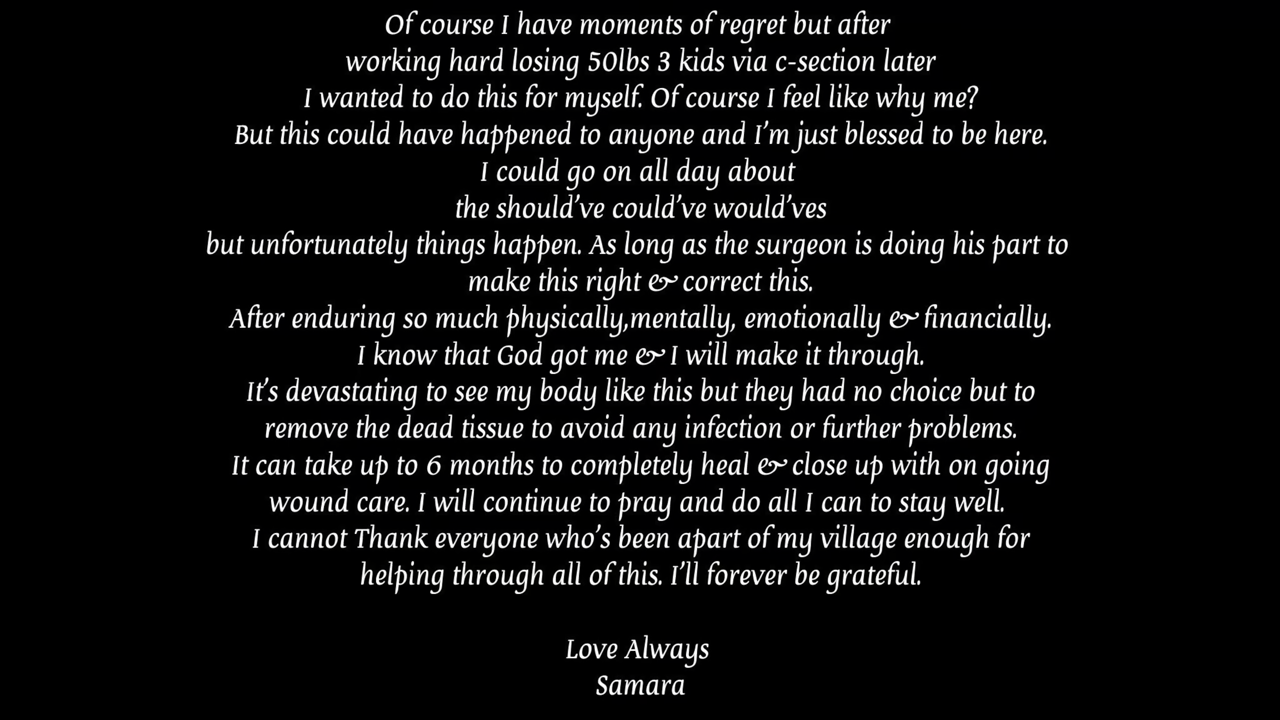 Of course I have moments of regret but after
working hard losing 50lbs 3 kids via c-section later
I wanted to do this for myself. Of course I feel like why me?
But this could have happened to anyone and I'm just blessed to be here.
I could go on all day about
the should've could've would'ves
but unfortunately things happen. As long as the surgeon is doing his part to
make this right & correct this.
After enduring so much physically,mentally, emotionally & financially.
I know that God got me & I will make it through.
It's devastating to see my body like this but they had no choice but to
remove the dead tissue to avoid any infection or further problems.
It can take up to 6 months to completely heal & close up with on going
wound care. I will continue to pray and do all I can to stay well.
I cannot Thank everyone who's been apart of my village enough for
helping through all of this. I'll forever be grateful.
Love Always
Samara